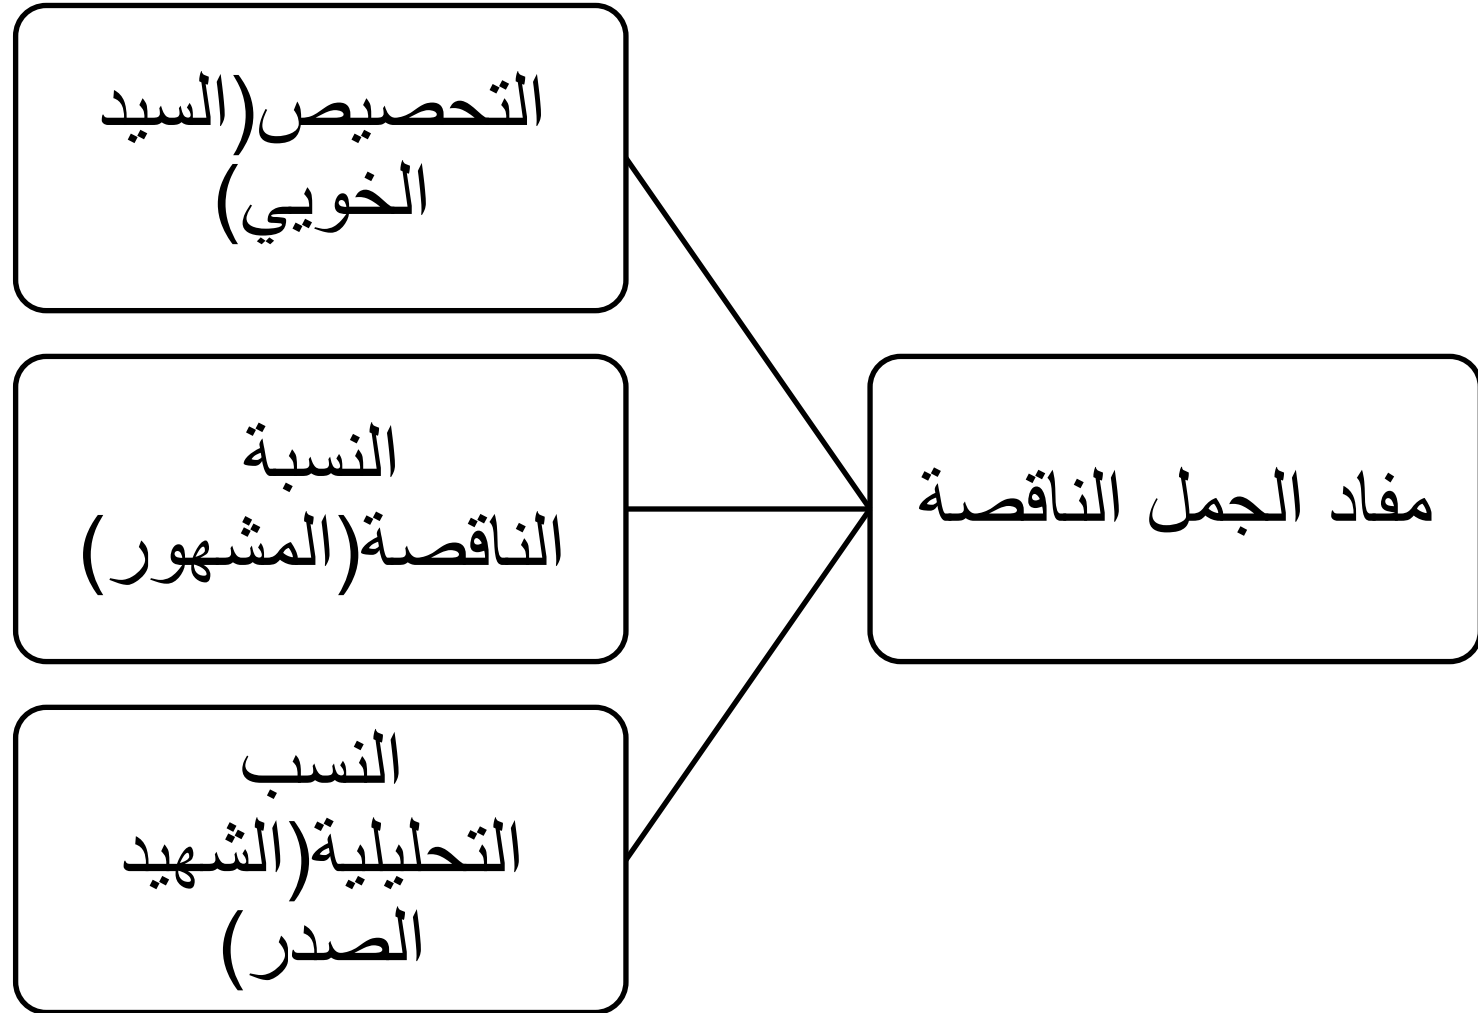 مفاد الجمل الناقصة
التحصيص(السيد
الخويي)
النسبة
الناقصة(المشهور)
النسب
التحليلية(الشهيد
الصدر)